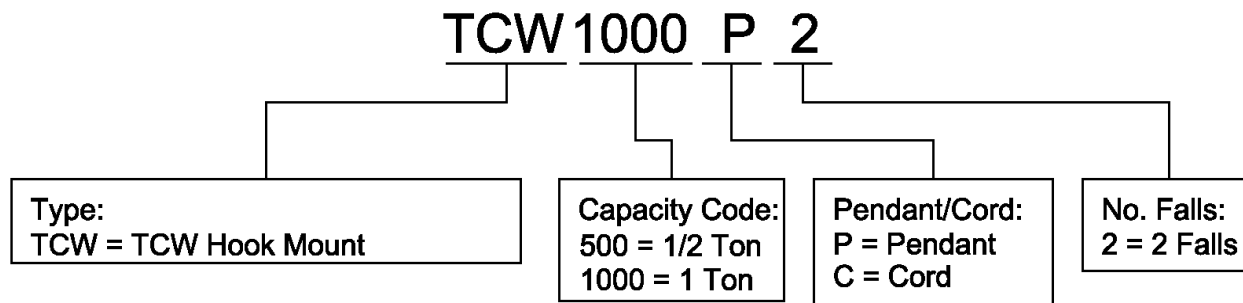 TCW 1000 P 2
Type:
TCW = TCW Hook Mount
Capacity Code:
500 = 1/2 Ton
1000 = 1 Ton
Pendant/Cord:
P = Pendant
C = Cord
No. Falls:
2 = 2 Falls